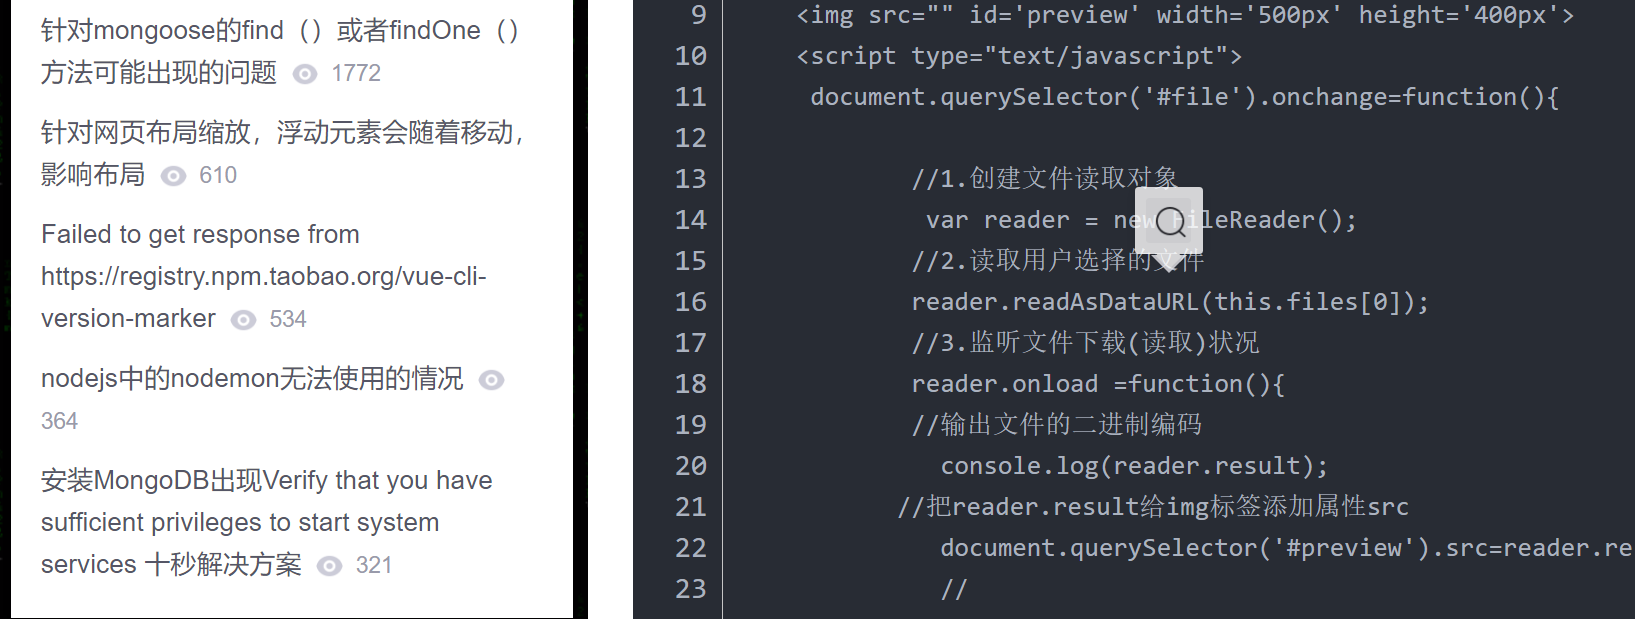 针对mongoose的find（）或者findOne（）
方法可能出现的问题 1772
针对网页布局缩放，浮动元素会随着移动，
影响布局 610
Failed to get response from
https://registry.npm.taobao.org/vue-cli-
version-marker 534
nodejs中的nodemon无法使用的情况
364
安装MongoDB出现Verify that you have
sufficient privileges to start system
services 十秒解决方案 321
9 <img src="" id='preview' width='500px' height='400px'>
10 <script type="text/javascript">
11 document.querySelector('#file').onchange=function(){
12
13 //1.创建文件读取对象
14 var reader = new FileReader();
15 //2.读取用户选择的文件
16 reader.readAsDataURL(this.files[0]);
17 //3.监听文件下载(读取)状况
18 reader.onload =function(){
19 //输出文件的二进制编码
20 console.log(reader.result);
21 //把reader.result给img标签添加属性src
22 document.querySelector('#preview').src=reader.re
23 //